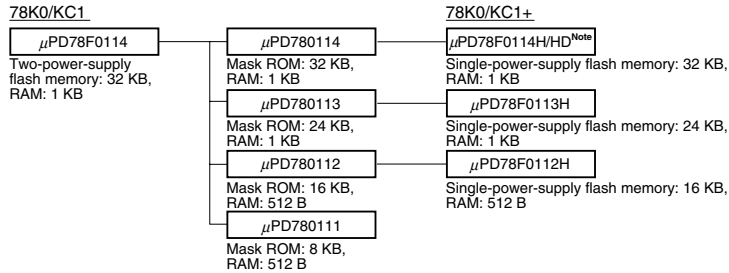 78K0/KC1
78K0/KC1+
μPD78F0114
μPD780114
μPD78F0114H/HDNote
Two-power-supply
flash memory: 32 KB,
RAM: 1 KB
Mask ROM: 32 KB,
RAM: 1 KB
Single-power-supply flash memory: 32 KB,
RAM: 1 KB
μPD780113
μPD78F0113H
Mask ROM: 24 KB,
RAM: 1 KB
Single-power-supply flash memory: 24 KB,
RAM: 1 KB
μPD780112
μPD78F0112H
Mask ROM: 16 KB,
RAM: 512 B
Single-power-supply flash memory: 16 KB,
RAM: 512 B
μPD780111
Mask ROM: 8 KB,
RAM: 512 B